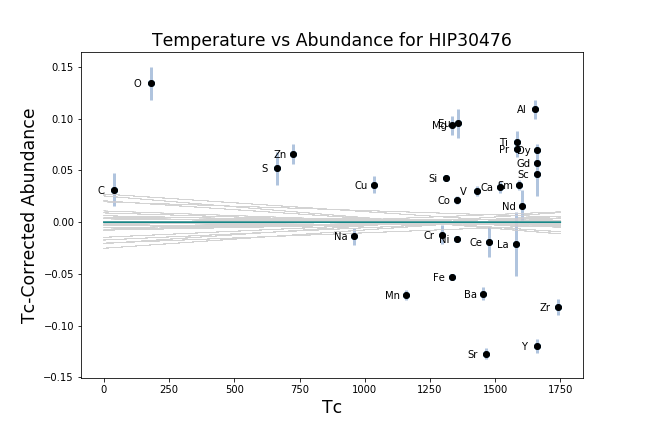 Temperature vs Abundance for HIP30476
Tc-Corrected Abundance
0.15
0.10
0.05
0.00
−0.05
−0.10
−0.15
O
Al
Mg
Eu
Ti
Pr
Dy
Zn
S
Gd
Sc
Si
C
Cu
V
Ca
Sm
Co
Nd
Na
Cr
Ni
Ce
La
Fe
Mn
Ba
Zr
Sr
Y
0
250
500
750
1000
1250
1500
1750
Tc